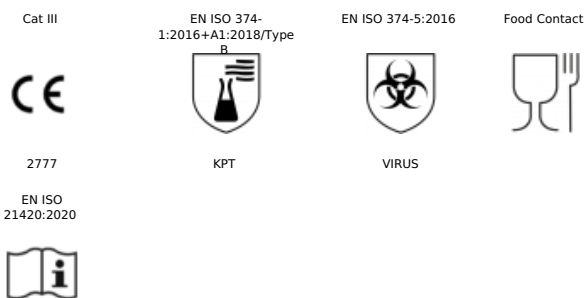 Cat III
EN ISO 374-
1:2016+A1:2018/Type
B
EN ISO 374-5:2016
Food Contact
CE
2777
KPT
VIRUS
EN ISO
21420:2020
i